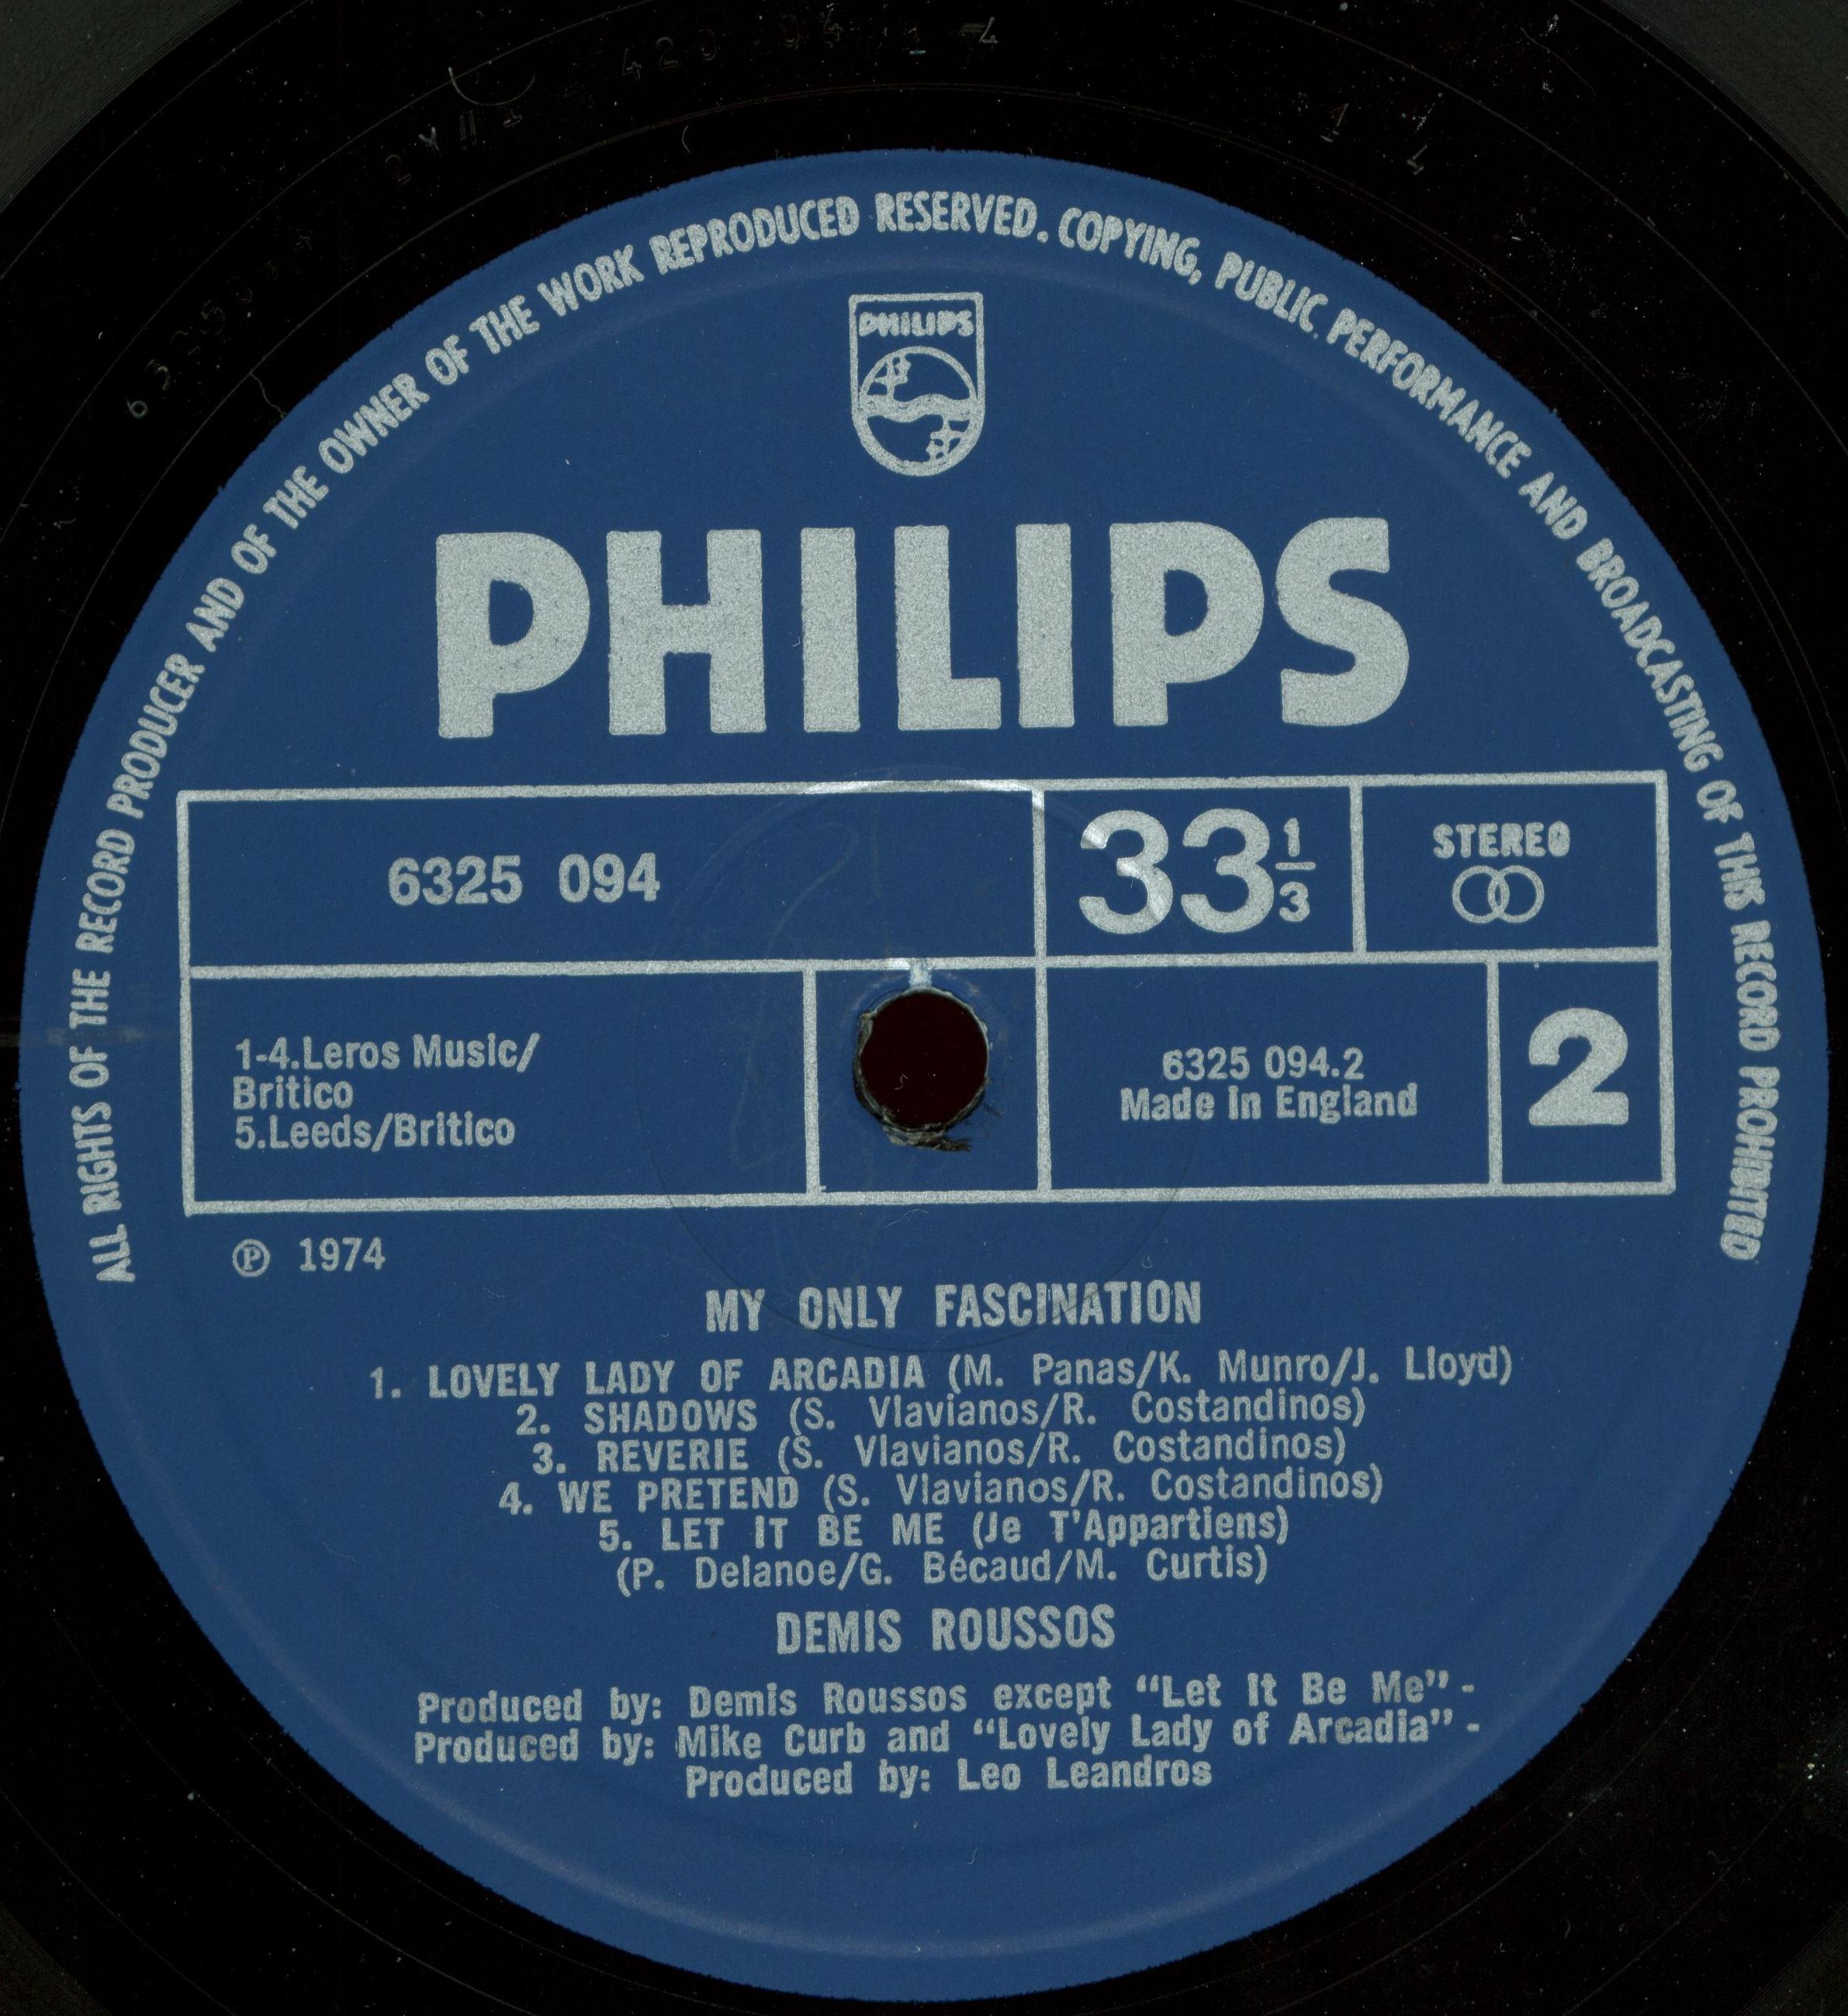 ALL RIGHTS OF THE RECORD PRODUCER AND OF THE OWNER OF THE WORK REPRODUCED RESERVED. COPYING, PUBLIC PERFORMANCE AND BROADCASTING OF THIS RECORD PROHIBITED
PHILIPS
PHILIPS
6325 094
33 1/3
STEREO
1-4.Leros Music/
Britico
5.Leeds/Britico
6325 094.2
Made in England
2
℗ 1974
MY ONLY FASCINATION
1. LOVELY LADY OF ARCADIA (M. Panas/K. Munro/J. Lloyd)
2. SHADOWS (S. Vlavianos/R. Costandinos)
3. REVERIE (S. Vlavianos/R. Costandinos)
4. WE PRETEND (S. Vlavianos/R. Costandinos)
5. LET IT BE ME (Je T'Appartiens)
(P. Delanoe/G. Bécaud/M. Curtis)
DEMIS ROUSSOS
Produced by: Demis Roussos except “Let It Be Me” -
Produced by: Mike Curb and “Lovely Lady of Arcadia” -
Produced by: Leo Leandros